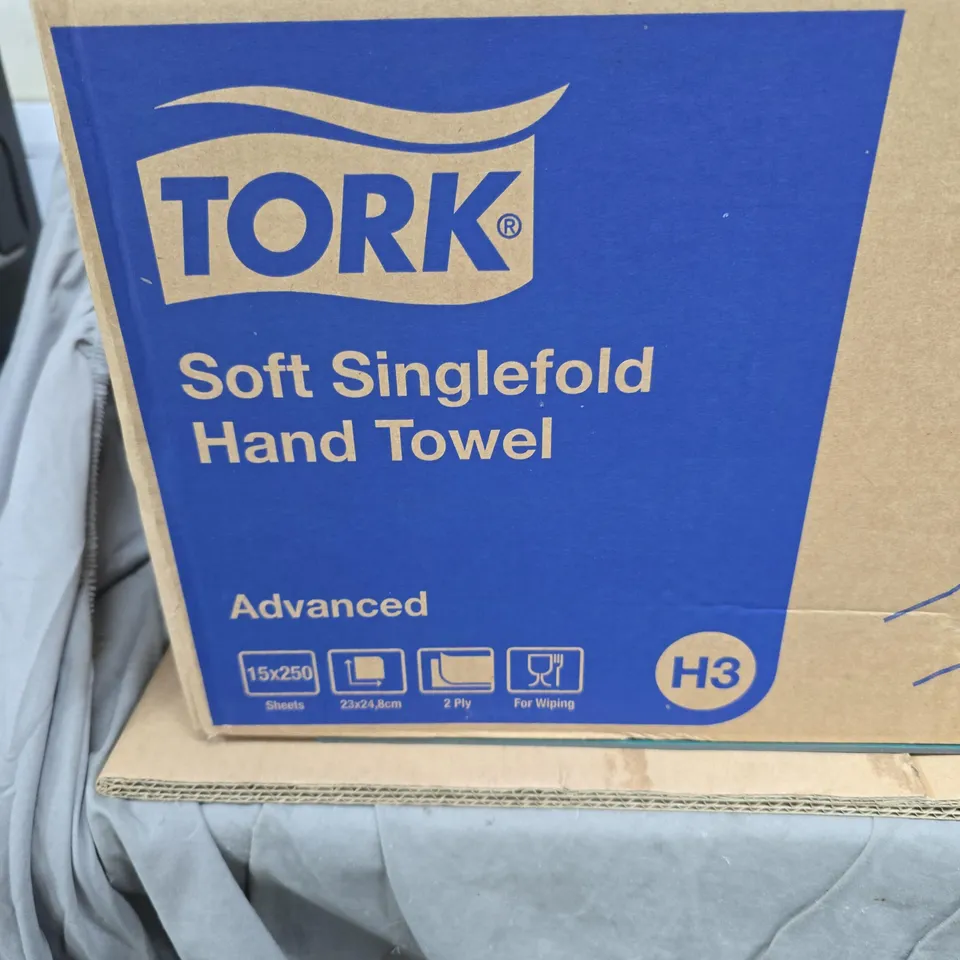 TORK®
Soft Singlefold
Hand Towel
Advanced
15x250
Sheets
23x24,8cm
2 Ply
For Wiping
H3